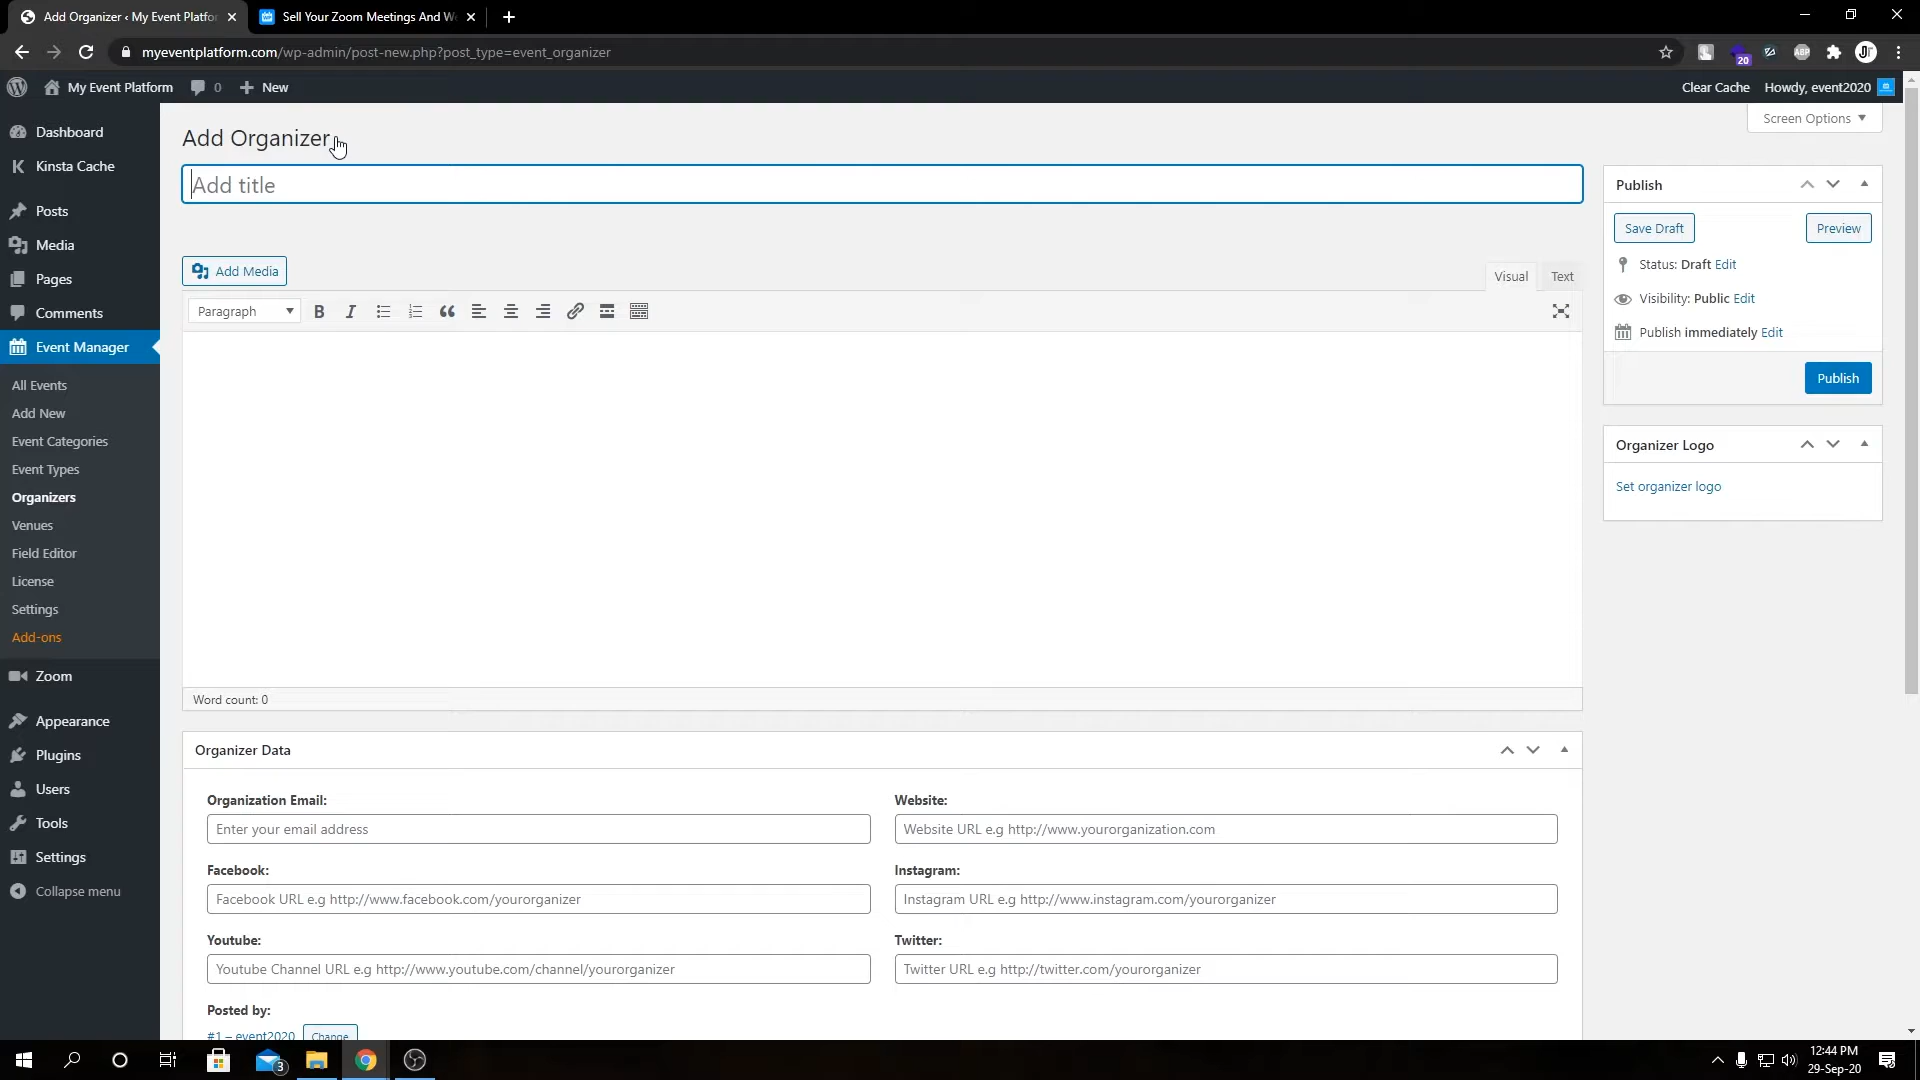 Add Organizer ‹ My Event Platfo
Sell Your Zoom Meetings And W
myeventplatform.com/wp-admin/post-new.php?post_type=event_organizer
20
ABP
My Event Platform
0
New
Clear Cache
Howdy, event2020
Dashboard
Kinsta Cache
Posts
Media
Pages
Comments
Event Manager
All Events
Add New
Event Categories
Event Types
Organizers
Venues
Field Editor
License
Settings
Add-ons
Zoom
Appearance
Plugins
Users
Tools
Settings
Collapse menu
Screen Options
Add Organizer
Add title
Add Media
Visual
Text
Paragraph
Word count: 0
Publish
Save Draft
Preview
Status: Draft Edit
Visibility: Public Edit
Publish immediately Edit
Publish
Organizer Logo
Set organizer logo
Organizer Data
Organization Email:
Enter your email address
Website:
Website URL e.g http://www.yourorganization.com
Facebook:
Facebook URL e.g http://www.facebook.com/yourorganizer
Instagram:
Instagram URL e.g http://www.instagram.com/yourorganizer
Youtube:
Youtube Channel URL e.g http://www.youtube.com/channel/yourorganizer
Twitter:
Twitter URL e.g http://twitter.com/yourorganizer
Posted by:
#1 – event2020
Change
3
12:44 PM
29-Sep-20